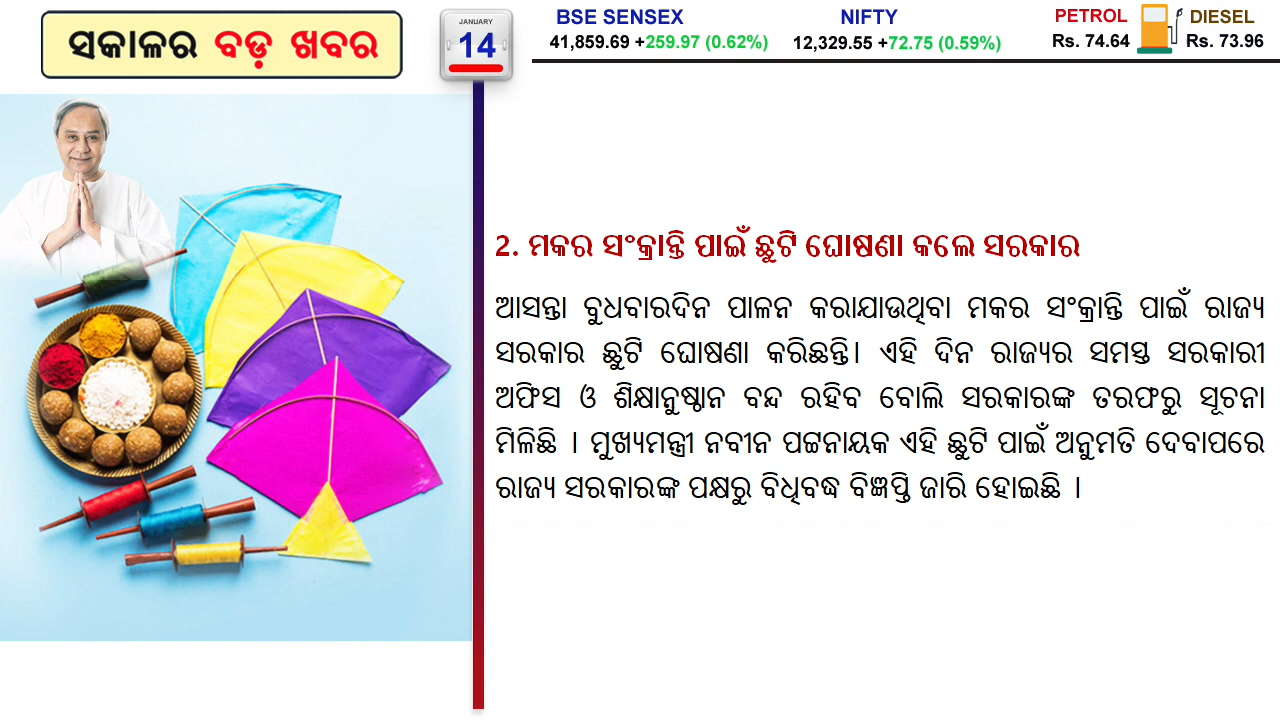 ସକାଳର ବଡ଼ ଖବର
JANUARY
14
BSE SENSEX
41,859.69 +259.97 (0.62%)
NIFTY
12,329.55 +72.75 (0.59%)
PETROL
Rs. 74.64
DIESEL
Rs. 73.96
2. ମକର ସଂକ୍ରାନ୍ତି ପାଇଁ ଛୁଟି ଘୋଷଣା କଲେ ସରକାର
ଆସନ୍ତା ବୁଧବାରଦିନ ପାଳନ କରାଯାଉଥିବା ମକର ସଂକ୍ରାନ୍ତି ପାଇଁ ରାଜ୍ୟ
ସରକାର ଛୁଟି ଘୋଷଣା କରିଛନ୍ତି। ଏହି ଦିନ ରାଜ୍ୟର ସମସ୍ତ ସରକାରୀ
ଅଫିସ ଓ ଶିକ୍ଷାନୁଷ୍ଠାନ ବନ୍ଦ ରହିବ ବୋଲି ସରକାରଙ୍କ ତରଫରୁ ସୂଚନା
ମିଳିଛି । ମୁଖ୍ୟମନ୍ତ୍ରୀ ନବୀନ ପଟ୍ଟନାୟକ ଏହି ଛୁଟି ପାଇଁ ଅନୁମତି ଦେବାପରେ
ରାଜ୍ୟ ସରକାରଙ୍କ ପକ୍ଷରୁ ବିଧିବଦ୍ଧ ବିଜ୍ଞପ୍ତି ଜାରି ହୋଇଛି ।